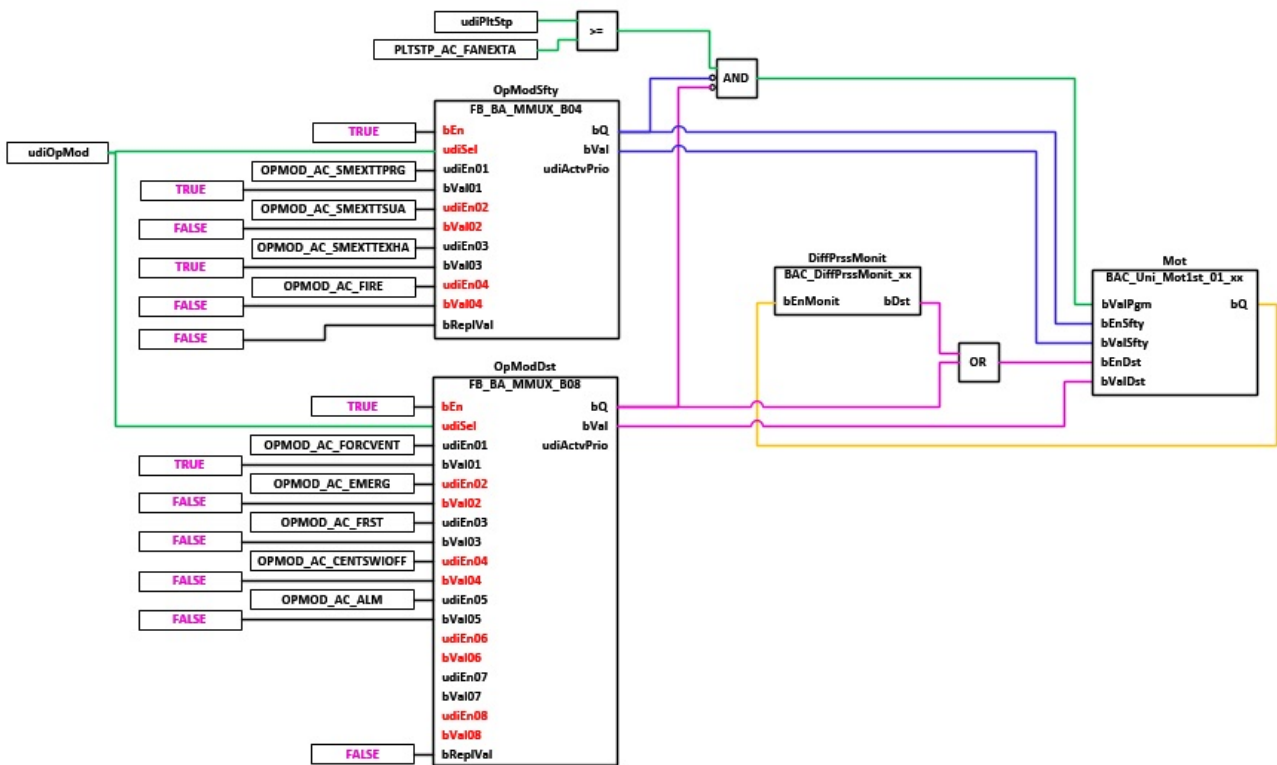 udiPltStp
PLTSTP_AC_FANEXTA
>=
AND
OpModSfty
FB_BA_MMUX_B04
udiOpMod
TRUE
bEn
bQ
udiSel
bVal
OPMOD_AC_SMEXTTPRG
udiEn01
udiActvPrio
TRUE
bVal01
OPMOD_AC_SMEXTTSUA
udiEn02
FALSE
bVal02
OPMOD_AC_SMEXTTEXHA
udiEn03
TRUE
bVal03
OPMOD_AC_FIRE
udiEn04
FALSE
bVal04
FALSE
bReplVal
DiffPrssMonit
BAC_DiffPrssMonit_xx
bEnMonit
bDst
OR
Mot
BAC_Uni_Mot1st_01_xx
bValPgm
bQ
bEnSfty
bValSfty
bEnDst
bValDst
OpModDst
FB_BA_MMUX_B08
TRUE
bEn
bQ
udiSel
bVal
OPMOD_AC_FORCVENT
udiEn01
udiActvPrio
TRUE
bVal01
OPMOD_AC_EMERG
udiEn02
FALSE
bVal02
OPMOD_AC_FRST
udiEn03
FALSE
bVal03
OPMOD_AC_CENTSWIOFF
udiEn04
FALSE
bVal04
OPMOD_AC_ALM
udiEn05
FALSE
bVal05
udiEn06
bVal06
udiEn07
bVal07
udiEn08
bVal08
FALSE
bReplVal